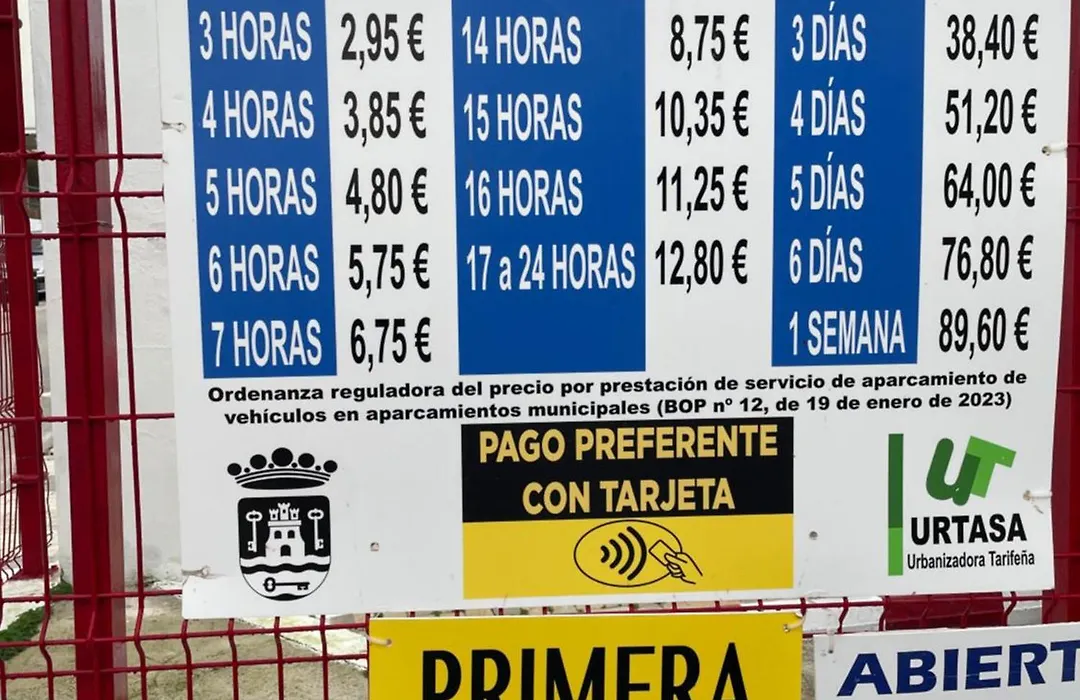 3 HORAS 2,95 € 14 HORAS 8,75 € 3 DÍAS 38,40 €
4 HORAS 3,85 € 15 HORAS 10,35 € 4 DÍAS 51,20 €
5 HORAS 4,80 € 16 HORAS 11,25 € 5 DÍAS 64,00 €
6 HORAS 5,75 € 17 a 24 HORAS 12,80 € 6 DÍAS 76,80 €
7 HORAS 6,75 € 1 SEMANA 89,60 €
Ordenanza reguladora del precio por prestación de servicio de aparcamiento de
vehículos en aparcamientos municipales (BOP nº 12, de 19 de enero de 2023)
PAGO PREFERENTE
CON TARJETA
UT
URTASA
Urbanizadora Tarifeña
PRIMERA
ABIERT